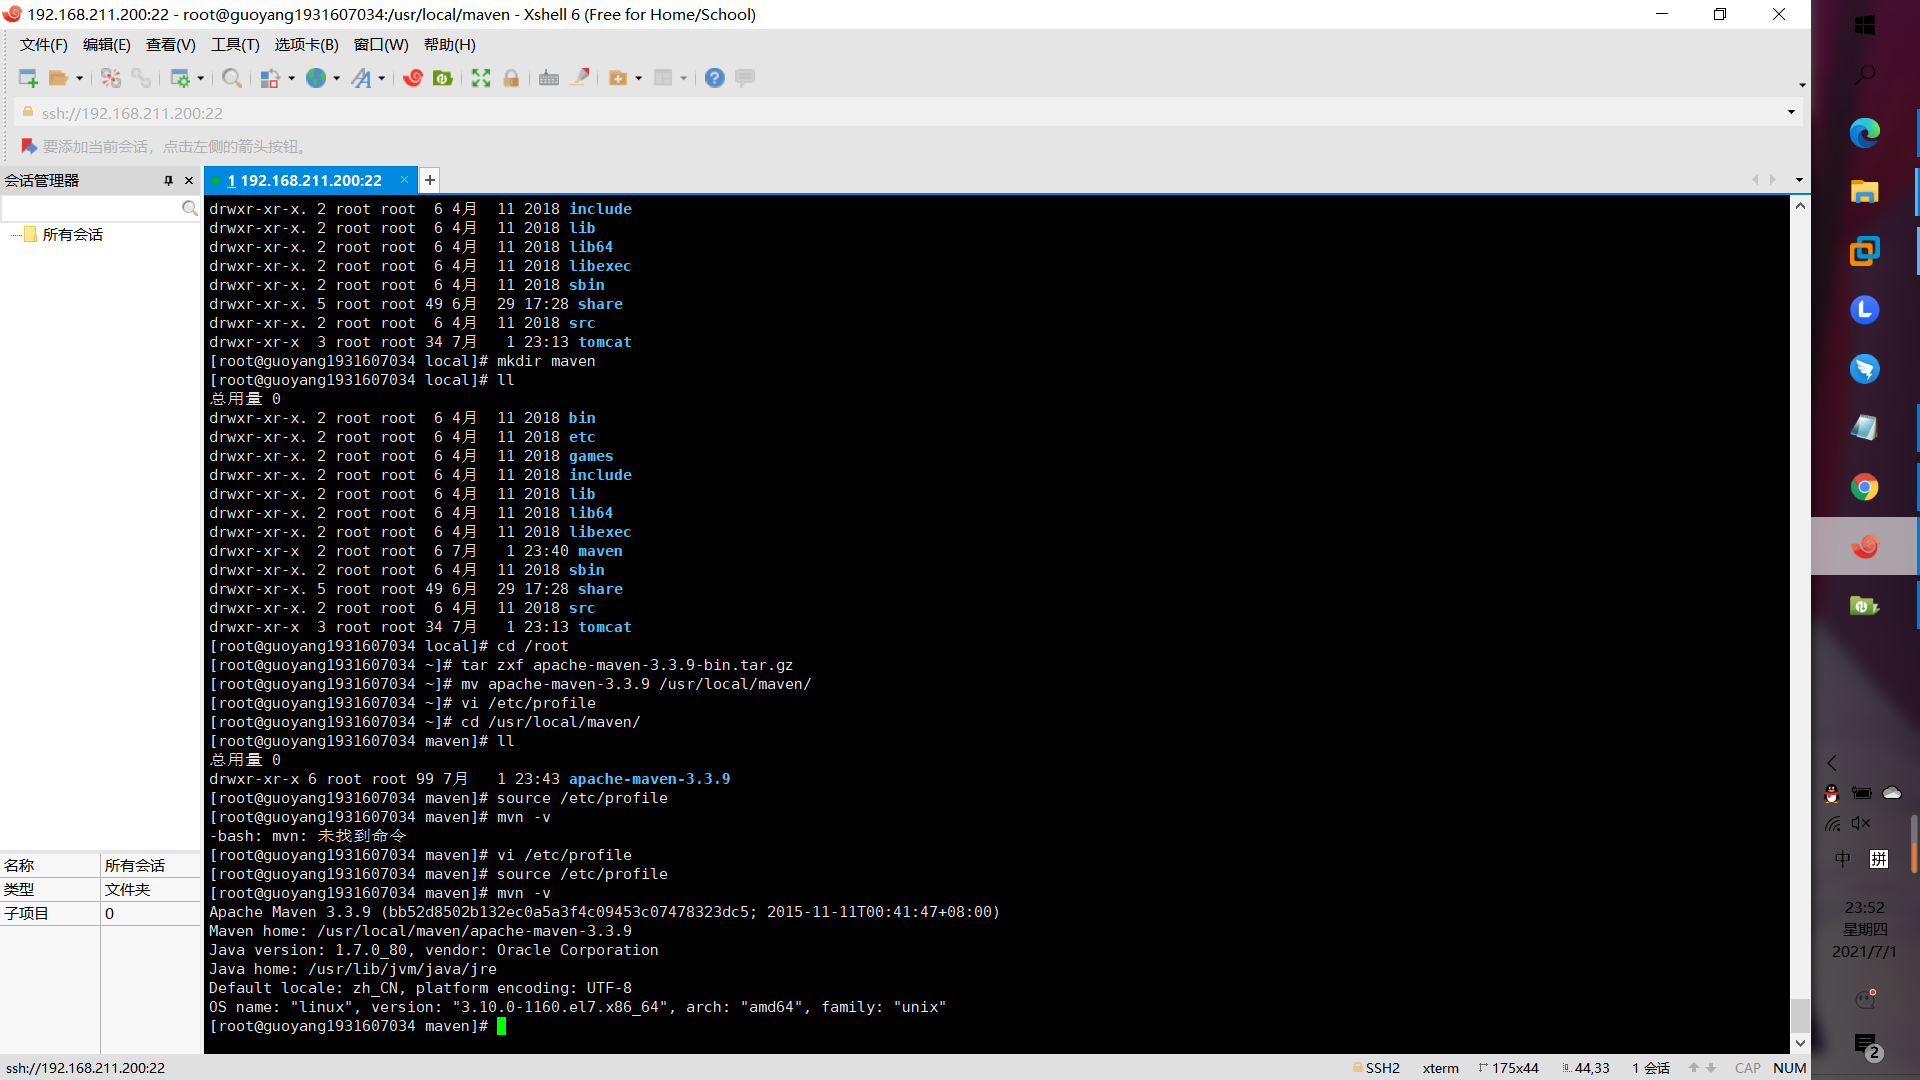 192.168.211.200:22 - root@guoyang1931607034:/usr/local/maven - Xshell 6 (Free for Home/School)
文件(F) 编辑(E) 查看(V) 工具(T) 选项卡(B) 窗口(W) 帮助(H)
ssh://192.168.211.200:22
要添加当前会话，点击左侧的箭头按钮。
会话管理器
1 192.168.211.200:22
所有会话
drwxr-xr-x. 2 root root  6 4月  11 2018 include
drwxr-xr-x. 2 root root  6 4月  11 2018 lib
drwxr-xr-x. 2 root root  6 4月  11 2018 lib64
drwxr-xr-x. 2 root root  6 4月  11 2018 libexec
drwxr-xr-x. 2 root root  6 4月  11 2018 sbin
drwxr-xr-x. 5 root root 49 6月  29 17:28 share
drwxr-xr-x. 2 root root  6 4月  11 2018 src
drwxr-xr-x  3 root root 34 7月   1 23:13 tomcat
[root@guoyang1931607034 local]# mkdir maven
[root@guoyang1931607034 local]# ll
总用量 0
drwxr-xr-x. 2 root root  6 4月  11 2018 bin
drwxr-xr-x. 2 root root  6 4月  11 2018 etc
drwxr-xr-x. 2 root root  6 4月  11 2018 games
drwxr-xr-x. 2 root root  6 4月  11 2018 include
drwxr-xr-x. 2 root root  6 4月  11 2018 lib
drwxr-xr-x. 2 root root  6 4月  11 2018 lib64
drwxr-xr-x. 2 root root  6 4月  11 2018 libexec
drwxr-xr-x  2 root root  6 7月   1 23:40 maven
drwxr-xr-x. 2 root root  6 4月  11 2018 sbin
drwxr-xr-x. 5 root root 49 6月  29 17:28 share
drwxr-xr-x. 2 root root  6 4月  11 2018 src
drwxr-xr-x  3 root root 34 7月   1 23:13 tomcat
[root@guoyang1931607034 local]# cd /root
[root@guoyang1931607034 ~]# tar zxf apache-maven-3.3.9-bin.tar.gz
[root@guoyang1931607034 ~]# mv apache-maven-3.3.9 /usr/local/maven/
[root@guoyang1931607034 ~]# vi /etc/profile
[root@guoyang1931607034 ~]# cd /usr/local/maven/
[root@guoyang1931607034 maven]# ll
总用量 0
drwxr-xr-x 6 root root 99 7月   1 23:43 apache-maven-3.3.9
[root@guoyang1931607034 maven]# source /etc/profile
[root@guoyang1931607034 maven]# mvn -v
-bash: mvn: 未找到命令
[root@guoyang1931607034 maven]# vi /etc/profile
[root@guoyang1931607034 maven]# source /etc/profile
[root@guoyang1931607034 maven]# mvn -v
Apache Maven 3.3.9 (bb52d8502b132ec0a5a3f4c09453c07478323dc5; 2015-11-11T00:41:47+08:00)
Maven home: /usr/local/maven/apache-maven-3.3.9
Java version: 1.7.0_80, vendor: Oracle Corporation
Java home: /usr/lib/jvm/java/jre
Default locale: zh_CN, platform encoding: UTF-8
OS name: "linux", version: "3.10.0-1160.el7.x86_64", arch: "amd64", family: "unix"
[root@guoyang1931607034 maven]#
名称 所有会话
类型 文件夹
子项目 0
ssh://192.168.211.200:22 SSH2 xterm 175x44 44,33 1 会话 CAP NUM
中 拼
23:52
星期四
2021/7/1
2